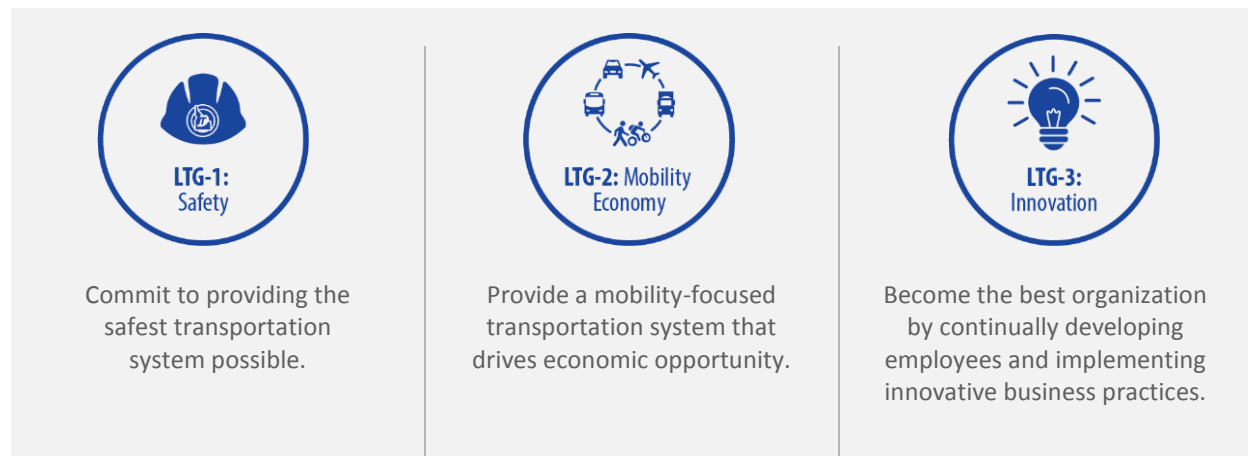 LTG-1:
Safety
Commit to providing the
safest transportation
system possible.
LTG-2: Mobility
Economy
Provide a mobility-focused
transportation system that
drives economic opportunity.
LTG-3:
Innovation
Become the best organization
by continually developing
employees and implementing
innovative business practices.